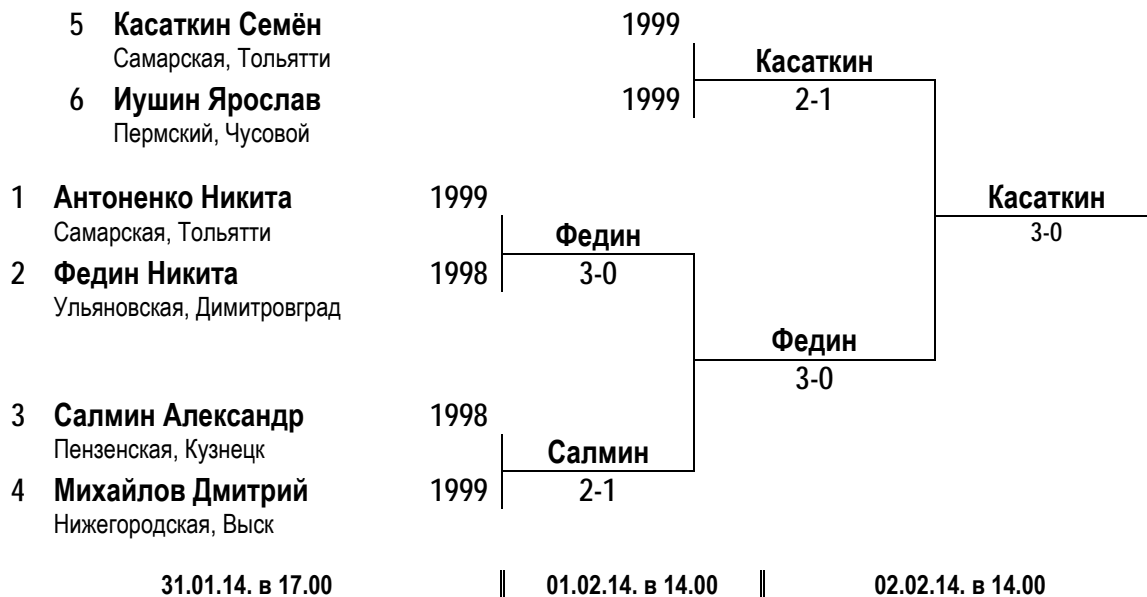 5 Касаткин Семён 1999
Самарская, Тольятти
Касаткин
6 Иушин Ярослав 1999 2-1
Пермский, Чусовой
1 Антоненко Никита 1999 Касаткин
Самарская, Тольятти Федин 3-0
2 Федин Никита 1998 3-0
Ульяновская, Димитровград
Федин
3-0
3 Салмин Александр 1998
Пензенская, Кузнецк Салмин
4 Михайлов Дмитрий 1999 2-1
Нижегородская, Выск
31.01.14. в 17.00 01.02.14. в 14.00 02.02.14. в 14.00